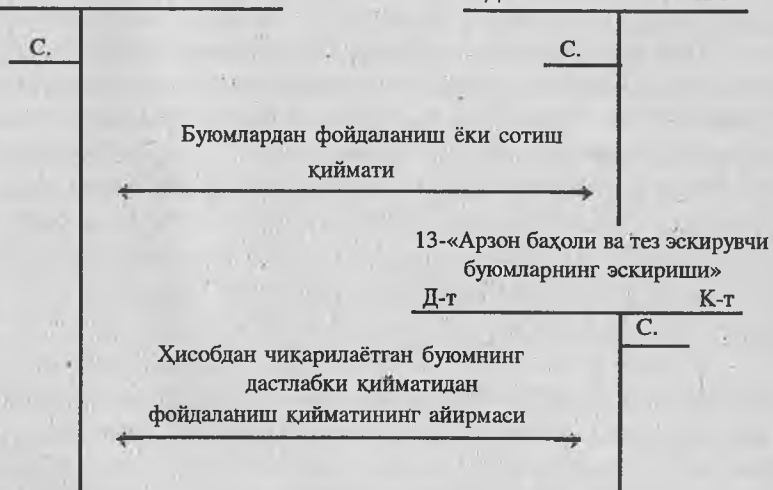 С.
С.
Буюмлардан фойдаланиш ёки сотиш
қиймати
13-«Арзон баҳоли ва тез эскирувчи
буюмларнинг эскириши»
Д-т К-т
С.
Ҳисобдан чиқарилаётган буюмнинг
дастлабки қийматидан
фойдаланиш қийматининг айирмаси